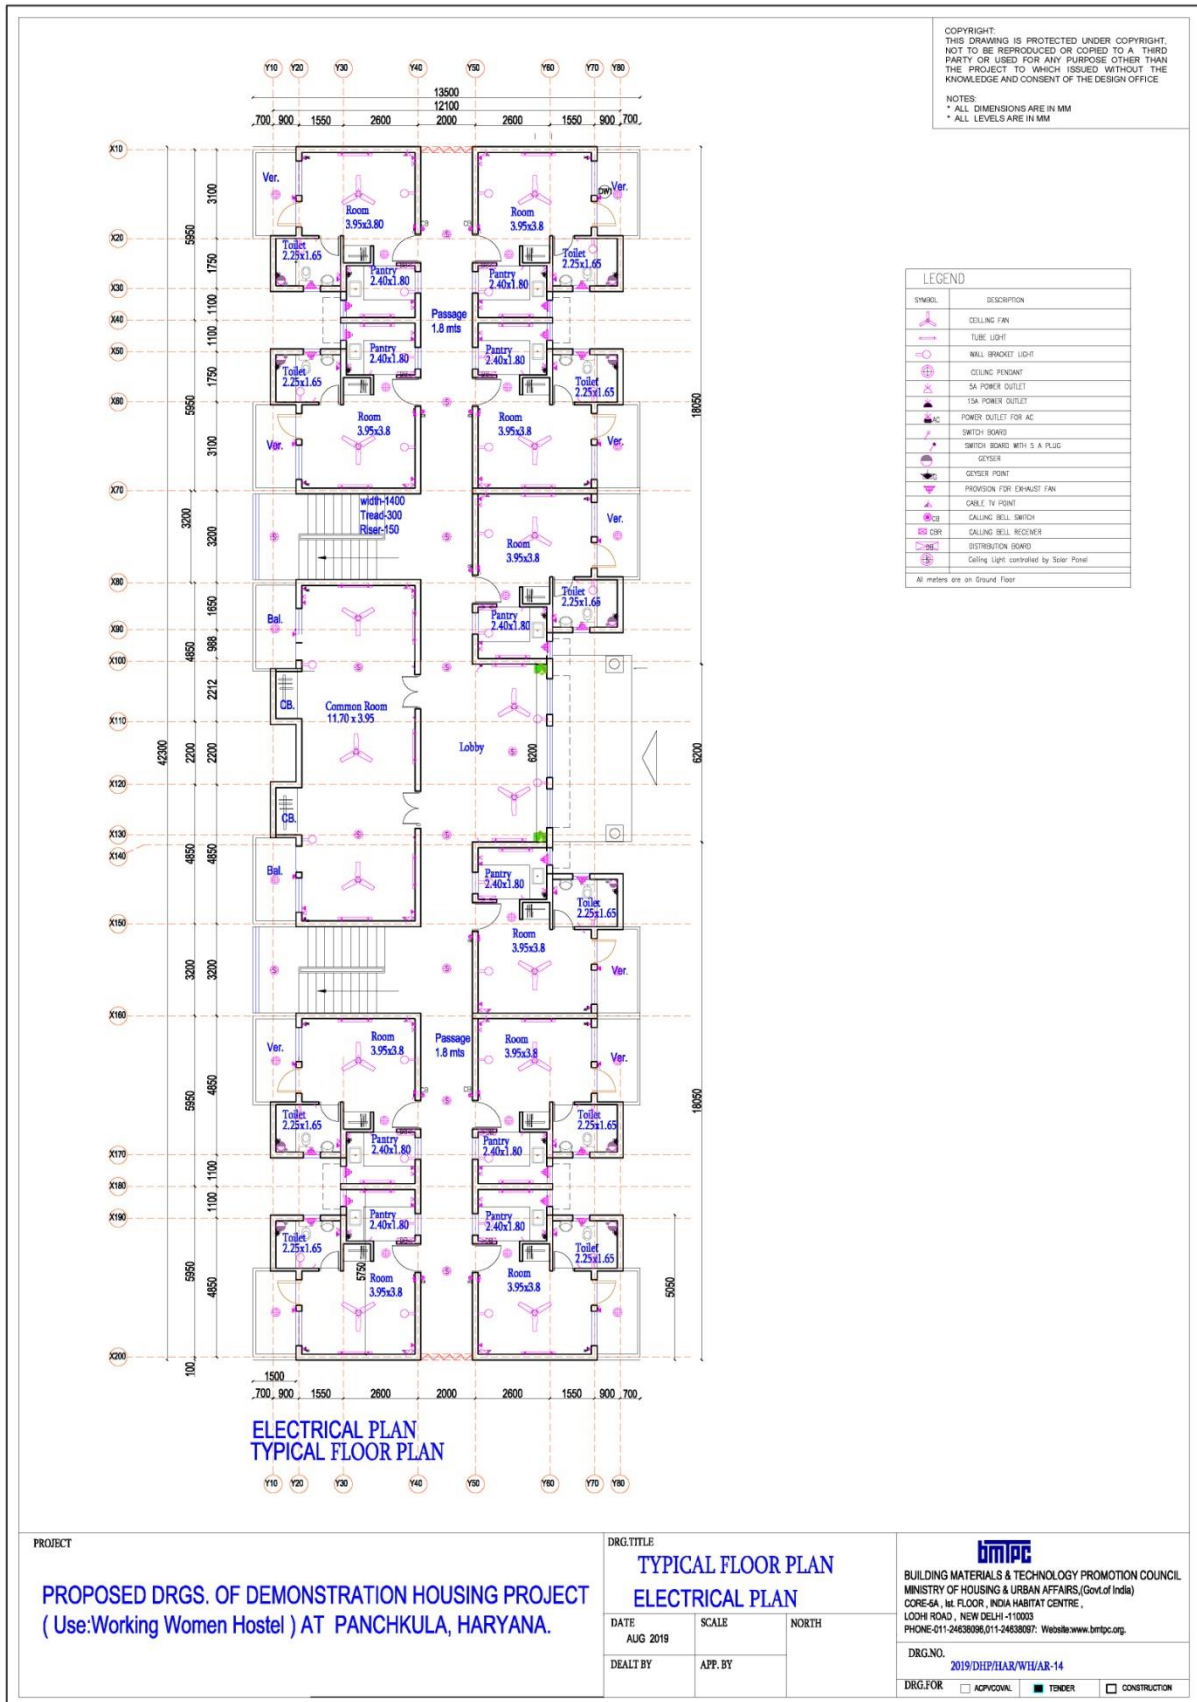 COPYRIGHT:
THIS DRAWING IS PROTECTED UNDER COPYRIGHT,
NOT TO BE REPRODUCED OR COPIED TO A THIRD
PARTY OR USED FOR ANY PURPOSE OTHER THAN
THE PROJECT TO WHICH ISSUED WITHOUT THE
KNOWLEDGE AND CONSENT OF THE DESIGN OFFICE
NOTES:
* ALL DIMENSIONS ARE IN MM
* ALL LEVELS ARE IN MM
Y10 Y20 Y30 Y40 Y50 Y60 Y70 Y80
13500
12100
700 900 1550 2600 2000 2600 1550 900 700
X10
Ver.
Ver.
DW1
3100
Room
3.95x3.80
Room
3.95x3.8
5950
X20
Toilet
2.25x1.65
Toilet
2.25x1.65
1750
Pantry
2.40x1.80
Pantry
2.40x1.80
X30
1100
Passage
1.8 mts
X40
1100
Pantry
2.40x1.80
Pantry
2.40x1.80
X50
1750
Toilet
2.25x1.65
Toilet
2.25x1.65
X60
5950
18050
Room
3.95x3.8
Room
3.95x3.8
Ver.
Ver.
3100
X70
width-1400
Tread-300
Riser-150
3200
3200
Ver.
Room
3.95x3.8
X80
Toilet
2.25x1.65
1650
Bal.
Pantry
2.40x1.80
X90
4850
988
X100
2212
CB.
Common Room
11.70 x 3.95
X110
42300
2200
2200
Lobby
6200
6200
X120
CB.
X130
X140
4850
4850
Bal.
Pantry
2.40x1.80
Toilet
2.25x1.65
X150
Room
3.95x3.8
3200
3200
Ver.
X160
Ver.
Room
3.95x3.8
Passage
1.8 mts
Room
3.95x3.8
Ver.
4850
5950
18050
Toilet
2.25x1.65
Toilet
2.25x1.65
Pantry
2.40x1.80
Pantry
2.40x1.80
X170
1100
X180
1100
X190
Pantry
2.40x1.80
Pantry
2.40x1.80
Toilet
2.25x1.65
Toilet
2.25x1.65
5950
4850
5750
Room
3.95x3.8
Room
3.95x3.8
5050
X200
100
1500
700 900 1550 2600 2000 2600 1550 900 700
ELECTRICAL PLAN
TYPICAL FLOOR PLAN
Y10 Y20 Y30 Y40 Y50 Y60 Y70 Y80
LEGEND
SYMBOL DESCRIPTION
CEILLING FAN
TUBE LIGHT
WALL BRACKET LIGHT
CEILING PENDANT
5A POWER OUTLET
15A POWER OUTLET
AC POWER OUTLET FOR AC
SWITCH BOARD
SWITCH BOARD WITH 5 A PLUG
GEYSER
G GEYSER POINT
PROVISION FOR EXHAUST FAN
CABLE TV POINT
CB CALLING BELL SWITCH
CBR CALLING BELL RECEIVER
DB DISTRIBUTION BOARD
S Ceiling Light controlled by Solar Panel
All meters are on Ground Floor
PROJECT
PROPOSED DRGS. OF DEMONSTRATION HOUSING PROJECT
( Use:Working Women Hostel ) AT PANCHKULA, HARYANA.
DRG.TITLE
TYPICAL FLOOR PLAN
ELECTRICAL PLAN
DATE SCALE NORTH
AUG 2019
DEALT BY APP. BY
bmtpc
BUILDING MATERIALS & TECHNOLOGY PROMOTION COUNCIL
MINISTRY OF HOUSING & URBAN AFFAIRS,(Govt.of India)
CORE-5A , Ist. FLOOR , INDIA HABITAT CENTRE ,
LODHI ROAD , NEW DELHI -110003
PHONE-011-24638096,011-24638097: Website:www.bmtpc.org.
DRG.NO.
2019/DHP/HAR/WH/AR-14
DRG.FOR ACPVCOVAL TENDER CONSTRUCTION